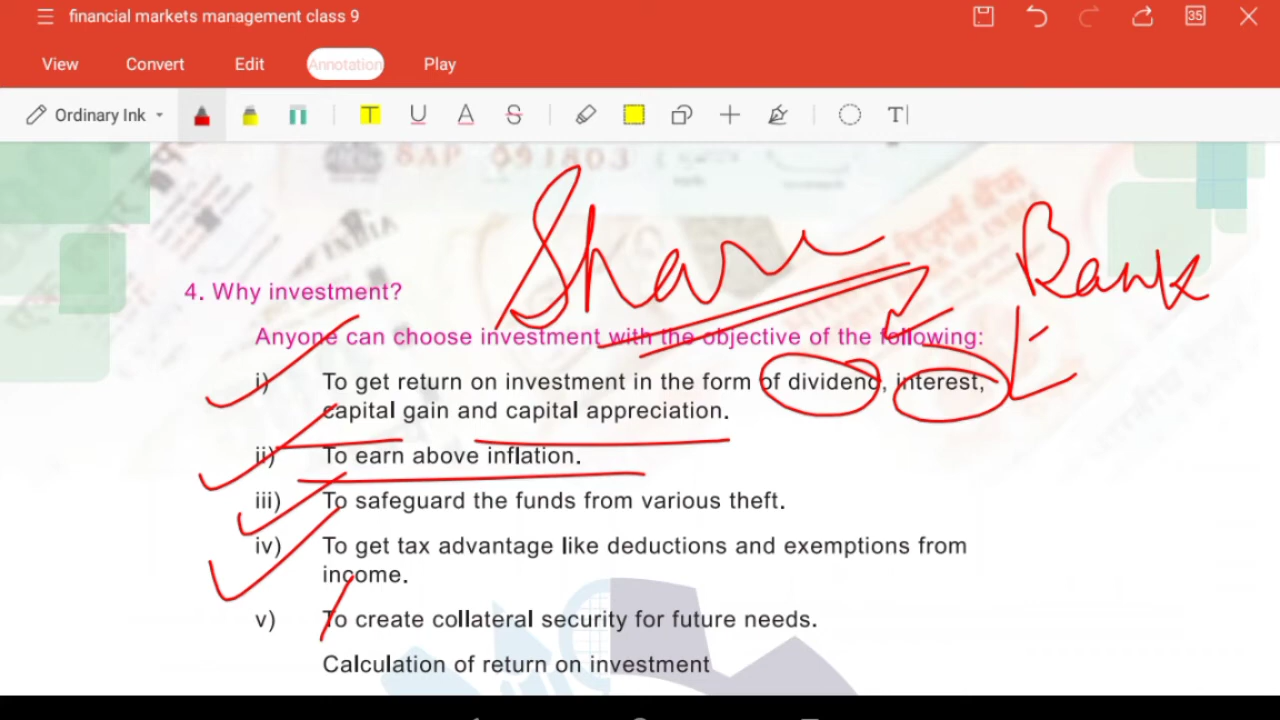 financial markets management class 9
35
View Convert Edit Annotation Play
Ordinary Ink T U A S T
SAP 091803
INDIA
Share
Bank
4. Why investment?
Anyone can choose investment with the objective of the following:
i) To get return on investment in the form of dividend, interest,
capital gain and capital appreciation.
ii) To earn above inflation.
iii) To safeguard the funds from various theft.
iv) To get tax advantage like deductions and exemptions from
income.
v) To create collateral security for future needs.
Calculation of return on investment